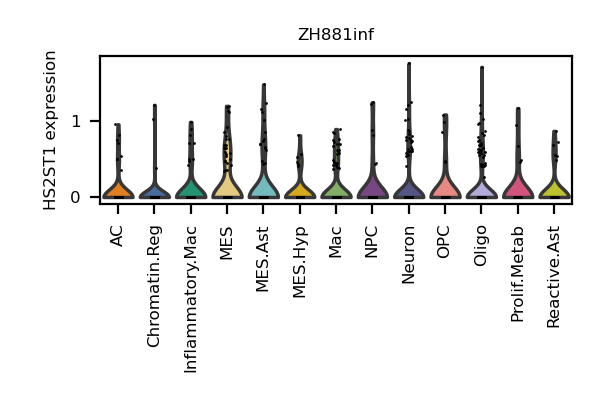 ZH881inf
HS2ST1 expression
1
0
AC
Chromatin.Reg
Inflammatory.Mac
MES
MES.Ast
MES.Hyp
Mac
NPC
Neuron
OPC
Oligo
Prolif.Metab
Reactive.Ast